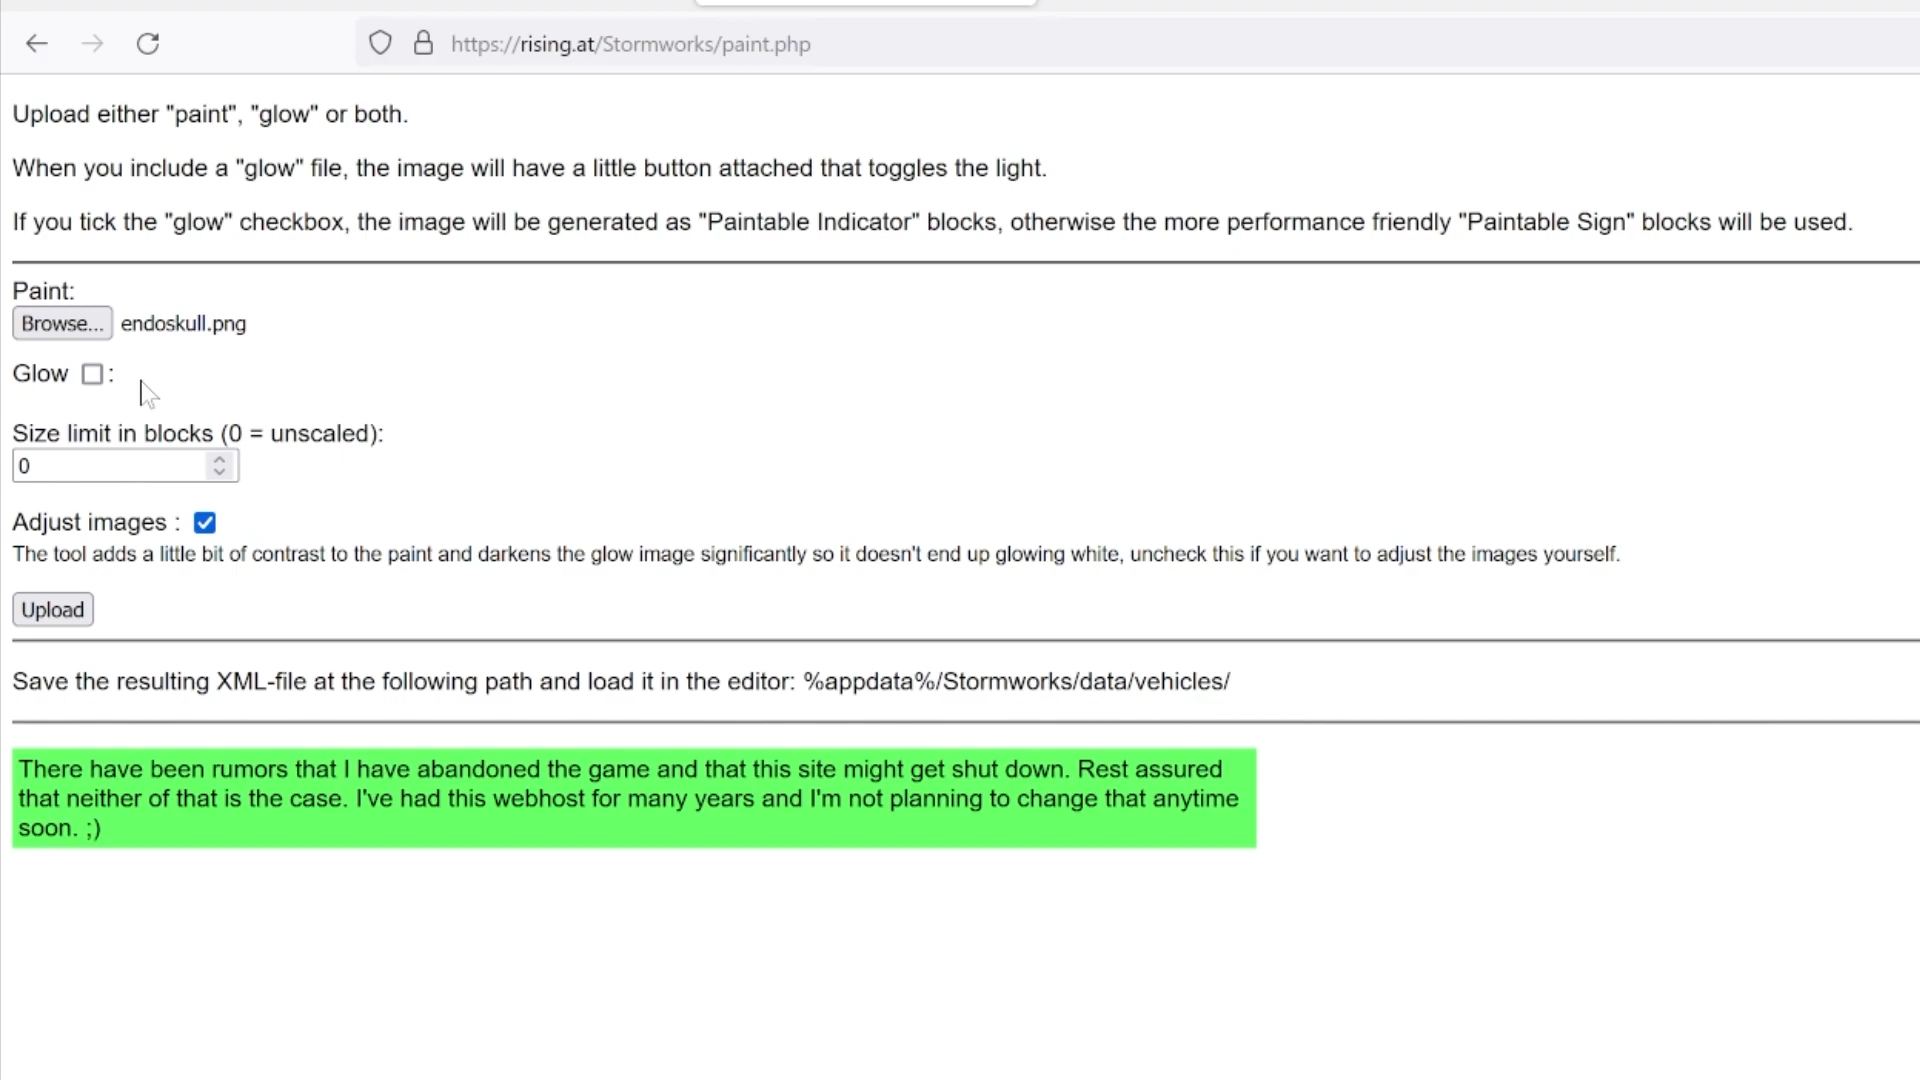 https://rising.at/Stormworks/paint.php
Upload either "paint", "glow" or both.
When you include a "glow" file, the image will have a little button attached that toggles the light.
If you tick the "glow" checkbox, the image will be generated as "Paintable Indicator" blocks, otherwise the more performance friendly "Paintable Sign" blocks will be used.
Paint:
Browse... endoskull.png
Glow :
Size limit in blocks (0 = unscaled):
0
Adjust images :
The tool adds a little bit of contrast to the paint and darkens the glow image significantly so it doesn't end up glowing white, uncheck this if you want to adjust the images yourself.
Upload
Save the resulting XML-file at the following path and load it in the editor: %appdata%/Stormworks/data/vehicles/
There have been rumors that I have abandoned the game and that this site might get shut down. Rest assured
that neither of that is the case. I've had this webhost for many years and I'm not planning to change that anytime
soon. ;)